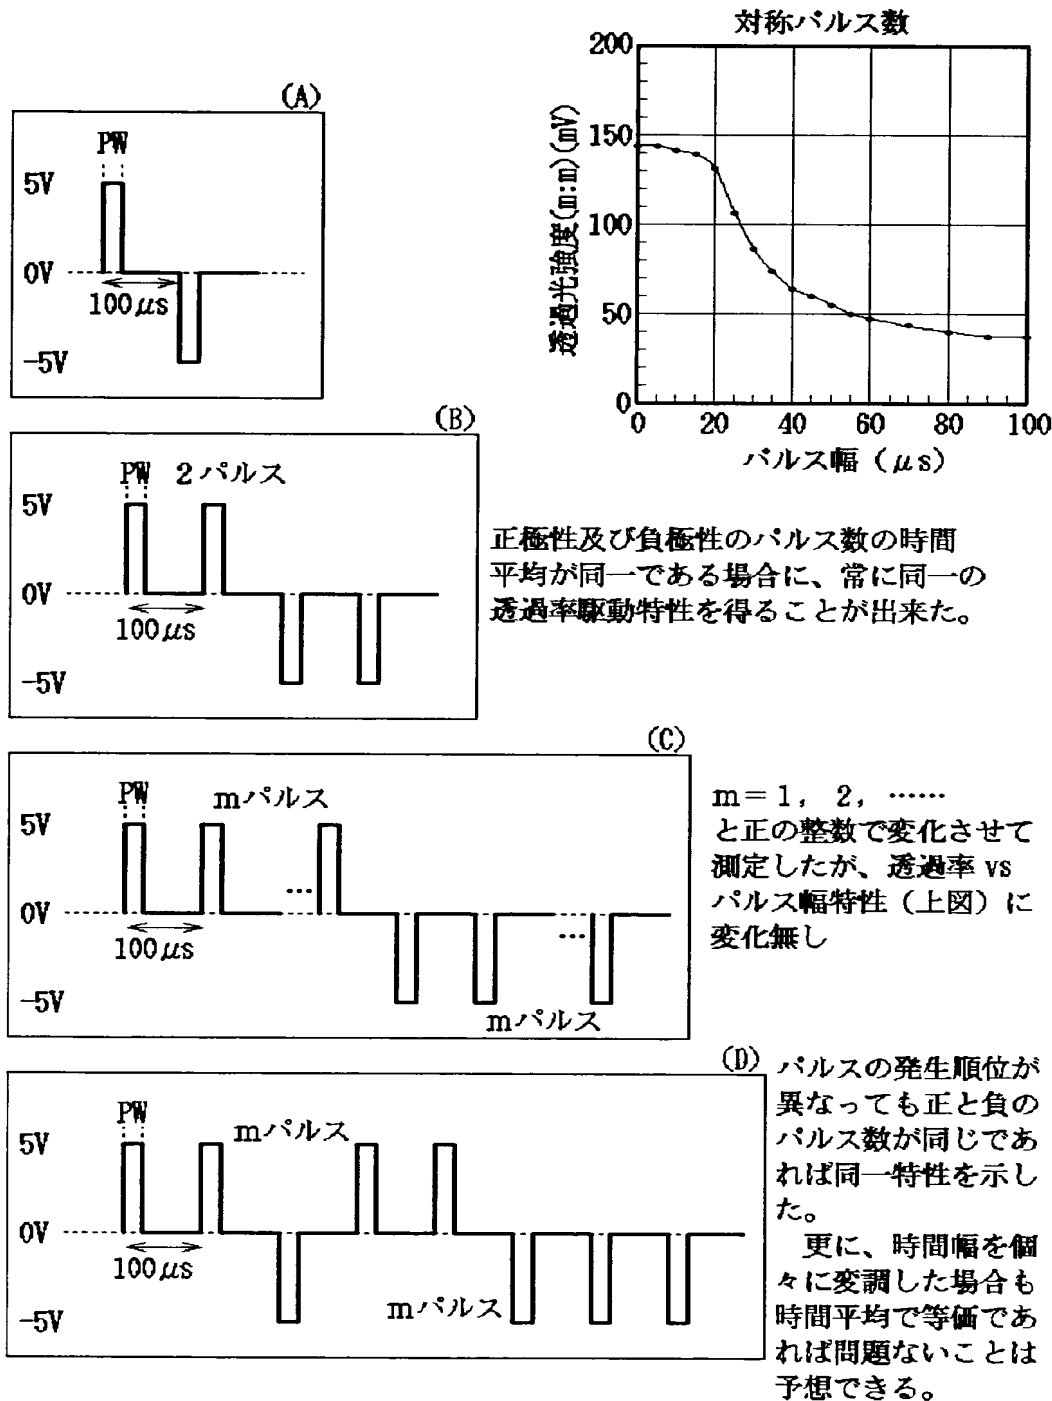 対称パルス数
透過光強度(m:m)(mV)
200
150
100
50
0
0 20 40 60 80 100
パルス幅（μs）
(A)
PW
5V
0V
100μs
-5V
(B)
PW 2パルス
5V
0V
100μs
-5V
正極性及び負極性のパルス数の時間
平均が同一である場合に、常に同一の
透過率駆動特性を得ることが出来た。
(C)
PW mパルス
5V
…
0V
100μs
…
-5V
mパルス
m＝1, 2, ……
と正の整数で変化させて
測定したが、透過率 vs
パルス幅特性（上図）に
変化無し
(D)
PW
mパルス
5V
0V
100μs
mパルス
-5V
パルスの発生順位が
異なっても正と負の
パルス数が同じであ
れば同一特性を示し
た。
更に、時間幅を個
々に変調した場合も
時間平均で等価であ
れば問題ないことは
予想できる。